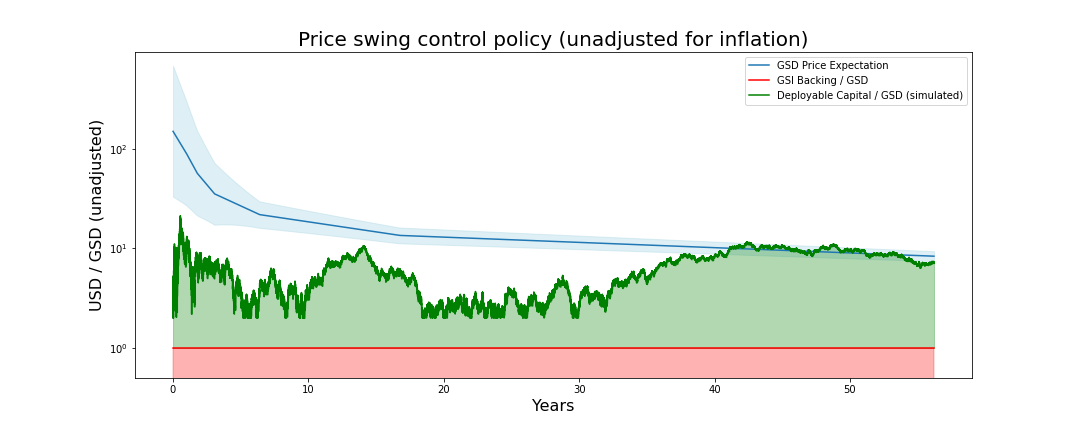 Price swing control policy (unadjusted for inflation)
GSD Price Expectation
GSI Backing / GSD
Deployable Capital / GSD (simulated)
USD / GSD (unadjusted)
10²
10¹
10⁰
0 10 20 30 40 50
Years